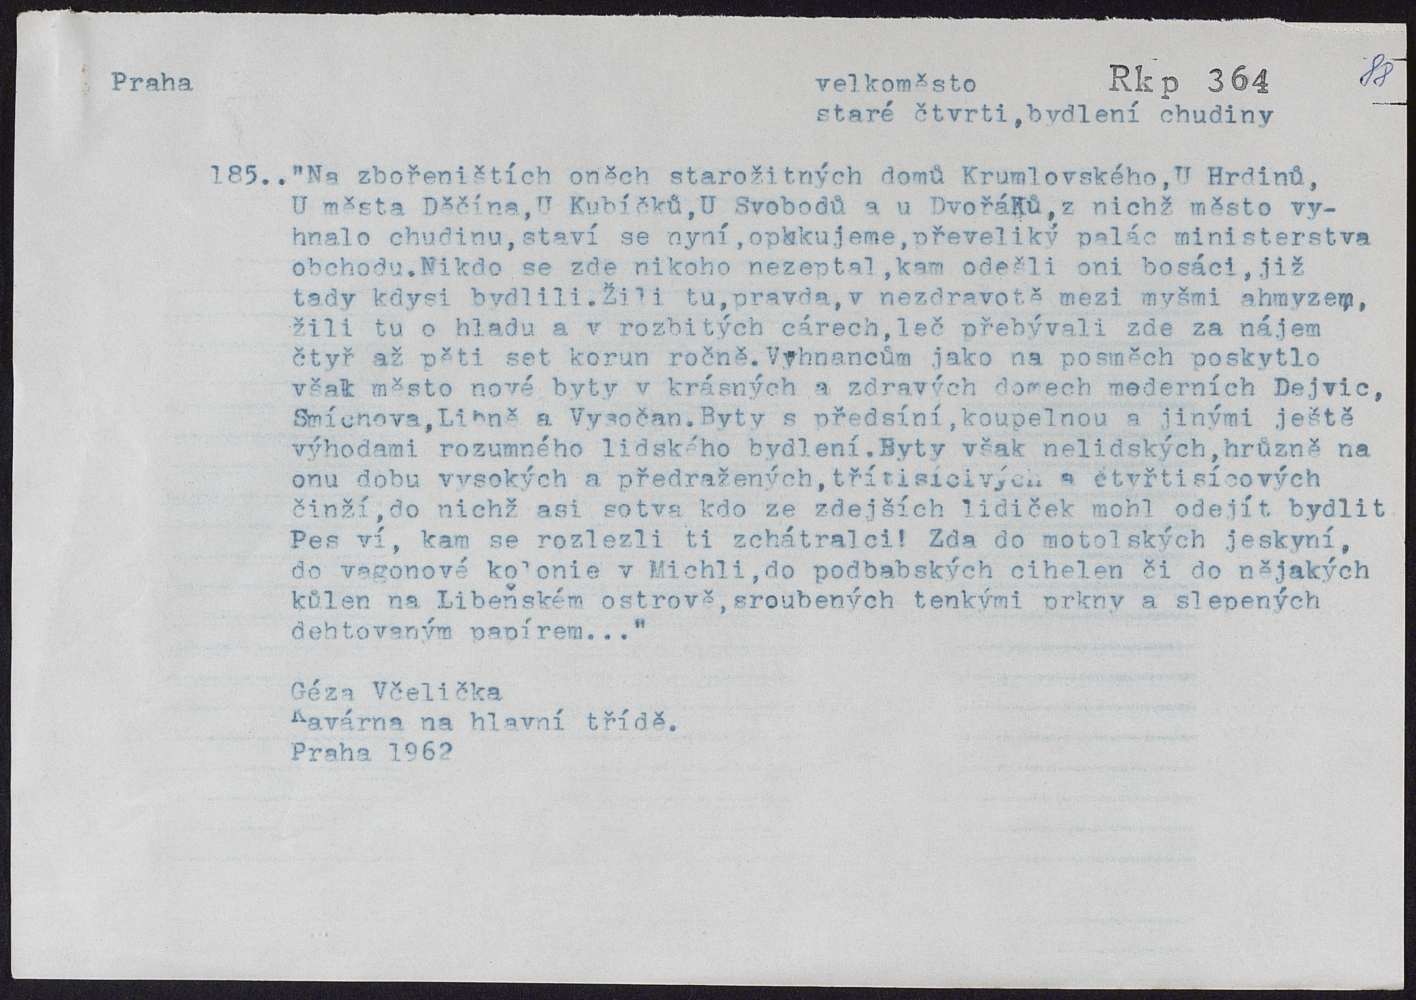 Praha
velkoměsto
Rkp 364
88
staré čtvrti,bydlení chudiny
185.."Na zbořeništích oněch starožitných domů Krumlovského,U Hrdinů,
U města Děčína,U Kubíčků,U Svobodů a u Dvořáků,z nichž město vy-
hnalo chudinu,staví se nyní,opakujeme,převeliký palác ministerstva
obchodu.Nikdo se zde nikoho nezeptal,kam odešli oni bosáci,již
tady kdysi bydlili.Žili tu,pravda,v nezdravotě mezi myšmi ahmyzem,
žili tu o hladu a v rozbitých cárech,leč přebývali zde za nájem
čtyř až pěti set korun ročně.Vyhnancům jako na posměch poskytlo
však město nové byty v krásných a zdravých domech moderních Dejvic,
Smíchova,Libně a Vysočan.Byty s předsíní,koupelnou a jinými ještě
výhodami rozumného lidského bydlení.Byty však nelidských,hrůzně na
onu dobu vysokých a předražených,třítisícivých a čtvřtisícových
činží,do nichž asi sotva kdo ze zdejších lidiček mohl odejít bydlit
Pes ví, kam se rozlezli ti zchátralci! Zda do motolských jeskyní,
do vagonové kolonie v Michli,do podbabských cihelen či do nějakých
kůlen na Libeňském ostrově,sroubených tenkými prkny a slepených
dehtovaným papírem..."
Géza Včelička
Kavárna na hlavní třídě.
Praha 1962